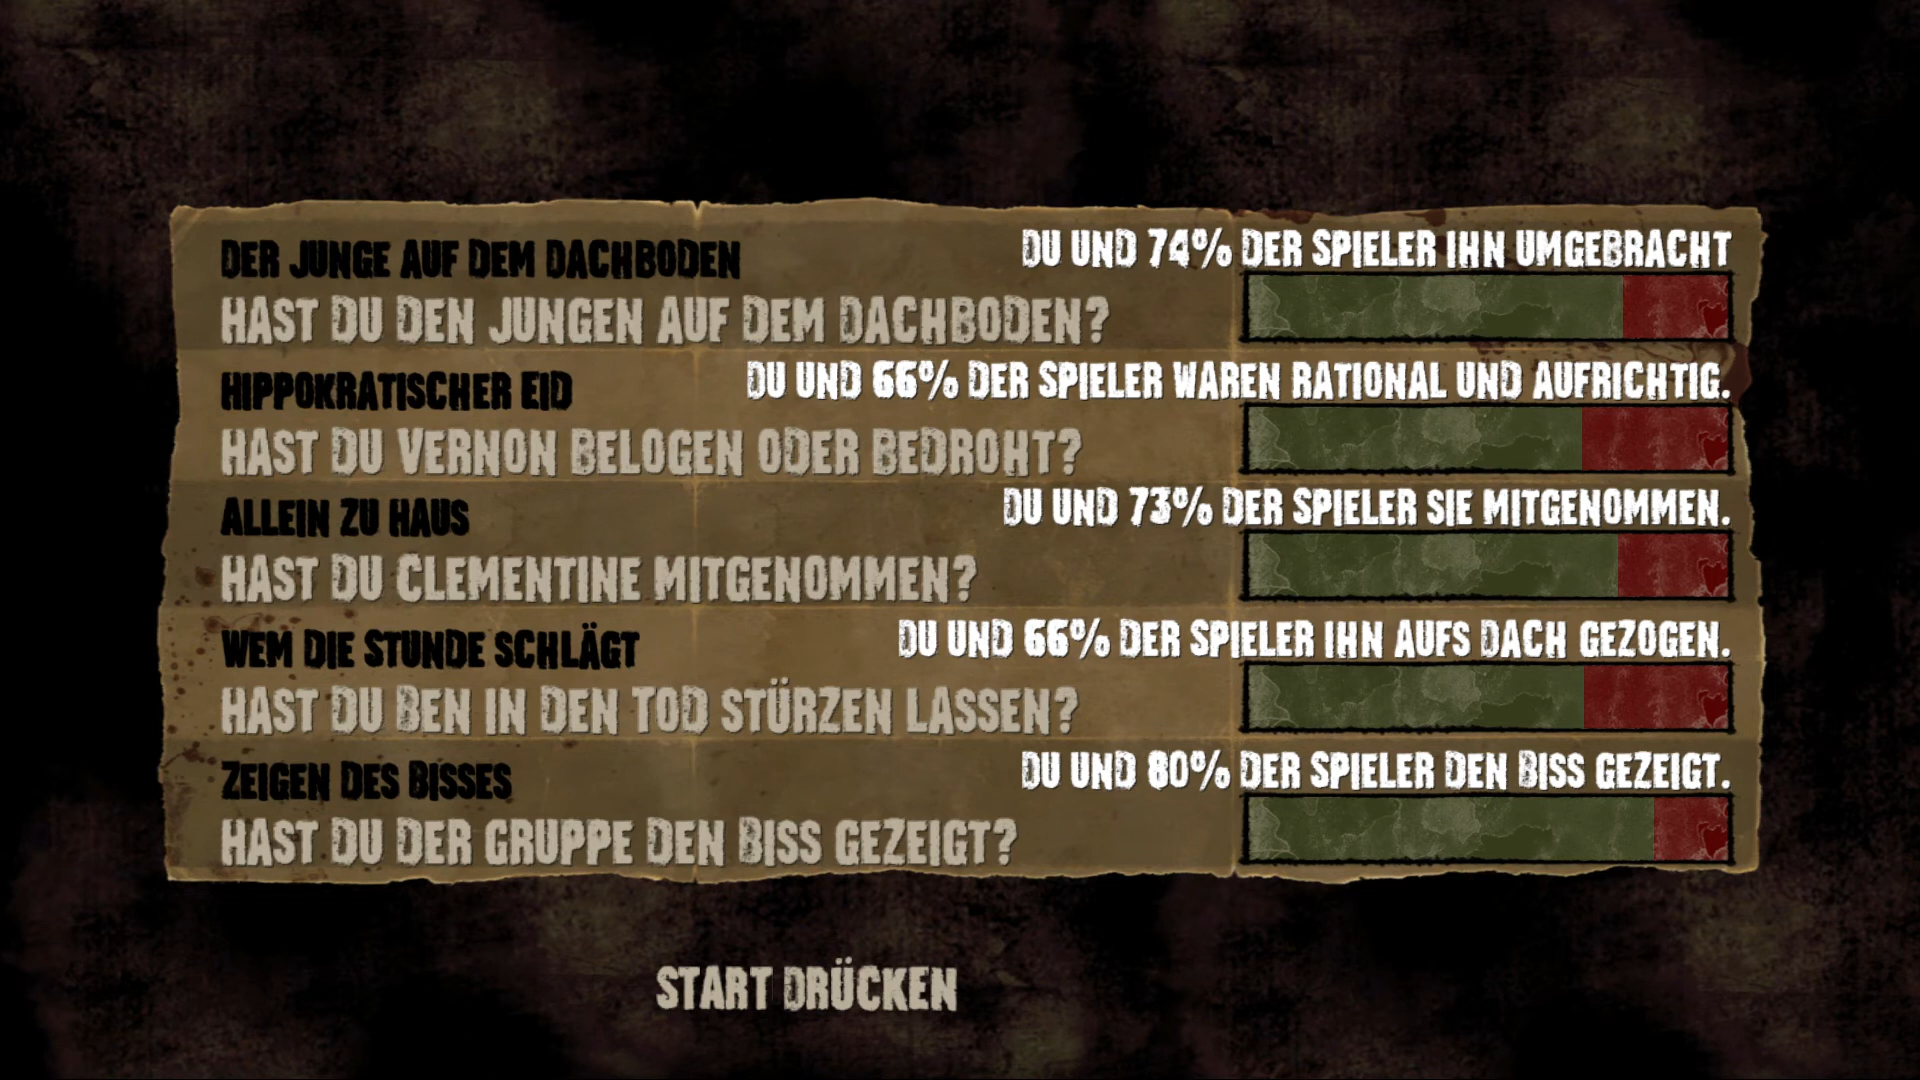 DER JUNGE AUF DEM DACHBODEN
DU UND 74% DER SPIELER IHN UMGEBRACHT
HAST DU DEN JUNGEN AUF DEM DACHBODEN?
HIPPOKRATISCHER EID
DU UND 66% DER SPIELER WAREN RATIONAL UND AUFRICHTIG.
HAST DU VERNON BELOGEN ODER BEDROHT?
ALLEIN ZU HAUS
DU UND 73% DER SPIELER SIE MITGENOMMEN.
HAST DU CLEMENTINE MITGENOMMEN?
WEM DIE STUNDE SCHLÄGT
DU UND 66% DER SPIELER IHN AUFS DACH GEZOGEN.
HAST DU BEN IN DEN TOD STÜRZEN LASSEN?
ZEIGEN DES BISSES
DU UND 80% DER SPIELER DEN BISS GEZEIGT.
HAST DU DER GRUPPE DEN BISS GEZEIGT?
START DRÜCKEN